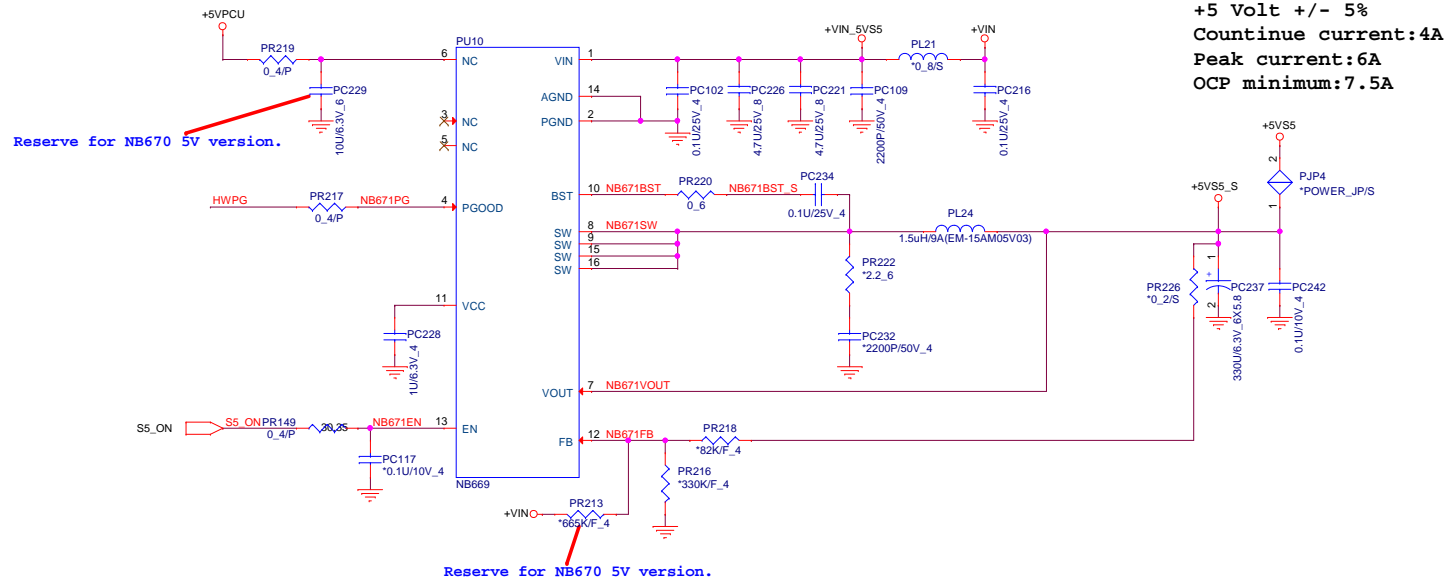 +5 Volt +/- 5%
Countinue current:4A
Peak current:6A
OCP minimum:7.5A
+5VPCU
PR219
0_4/P
PC229
10U/6.3V_6
Reserve for NB670 5V version.
HWPG
PR217
0_4/P
NB671PG
PC228
1U/6.3V_4
S5_ON
S5_ON
PR149
0_4/P
30,35
NB671EN
PC117
*0.1U/10V_4
PU10
6
NC
3
NC
5
NC
4
PGOOD
11
VCC
13
EN
NB669
VIN
1
AGND
14
PGND
2
BST
10
SW
8
SW
9
SW
15
SW
16
VOUT
7
FB
12
+VIN_5VS5
PL21
*0_8/S
+VIN
PC102
0.1U/25V_4
PC226
4.7U/25V_8
PC221
4.7U/25V_8
PC109
2200P/50V_4
PC216
0.1U/25V_4
NB671BST
PR220
0_6
NB671BST_S
PC234
0.1U/25V_4
NB671SW
PL24
1.5uH/9A(EM-15AM05V03)
PR222
*2.2_6
PC232
*2200P/50V_4
NB671VOUT
NB671FB
PR218
*82K/F_4
PR216
*330K/F_4
+VIN
PR213
*665K/F_4
Reserve for NB670 5V version.
+5VS5
2
PJP4
*POWER_JP/S
1
+5VS5_S
PR226
*0_2/S
1
+
PC237
2
330U/6.3V_6X5.8
PC242
0.1U/10V_4